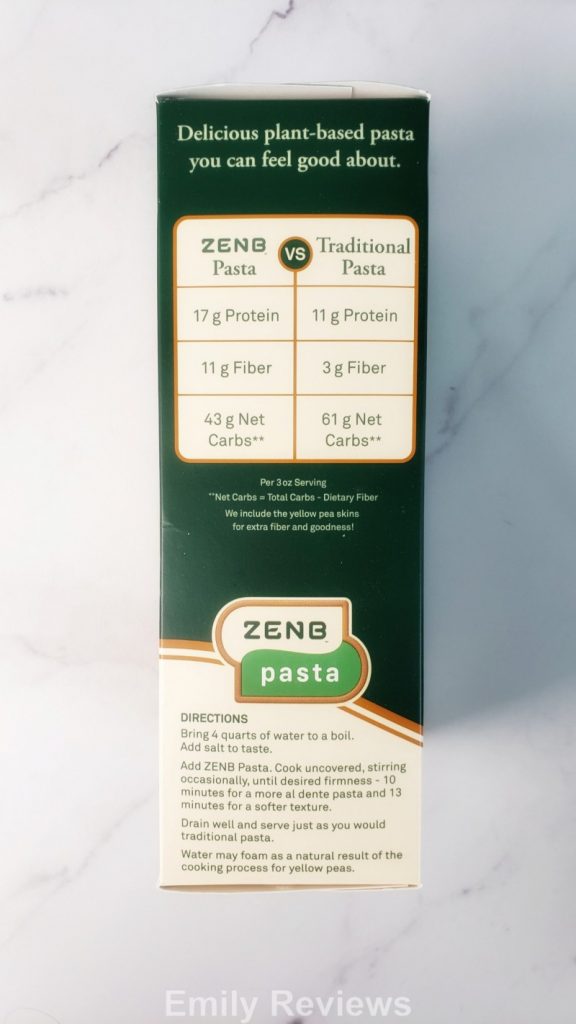 Delicious plant-based pasta
you can feel good about.
ZENB
Pasta
VS
Traditional
Pasta
17 g Protein
11 g Protein
11 g Fiber
3 g Fiber
43 g Net
Carbs**
61 g Net
Carbs**
Per 3 oz Serving
**Net Carbs = Total Carbs - Dietary Fiber
We include the yellow pea skins
for extra fiber and goodness!
ZENB™
pasta
DIRECTIONS
Bring 4 quarts of water to a boil.
Add salt to taste.
Add ZENB Pasta. Cook uncovered, stirring
occasionally, until desired firmness - 10
minutes for a more al dente pasta and 13
minutes for a softer texture.
Drain well and serve just as you would
traditional pasta.
Water may foam as a natural result of the
cooking process for yellow peas.
Emily Reviews